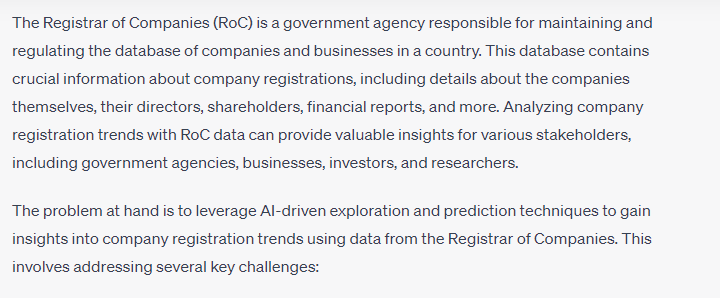 The Registrar of Companies (RoC) is a government agency responsible for maintaining and
regulating the database of companies and businesses in a country. This database contains
crucial information about company registrations, including details about the companies
themselves, their directors, shareholders, financial reports, and more. Analyzing company
registration trends with RoC data can provide valuable insights for various stakeholders,
including government agencies, businesses, investors, and researchers.
The problem at hand is to leverage AI-driven exploration and prediction techniques to gain
insights into company registration trends using data from the Registrar of Companies. This
involves addressing several key challenges: